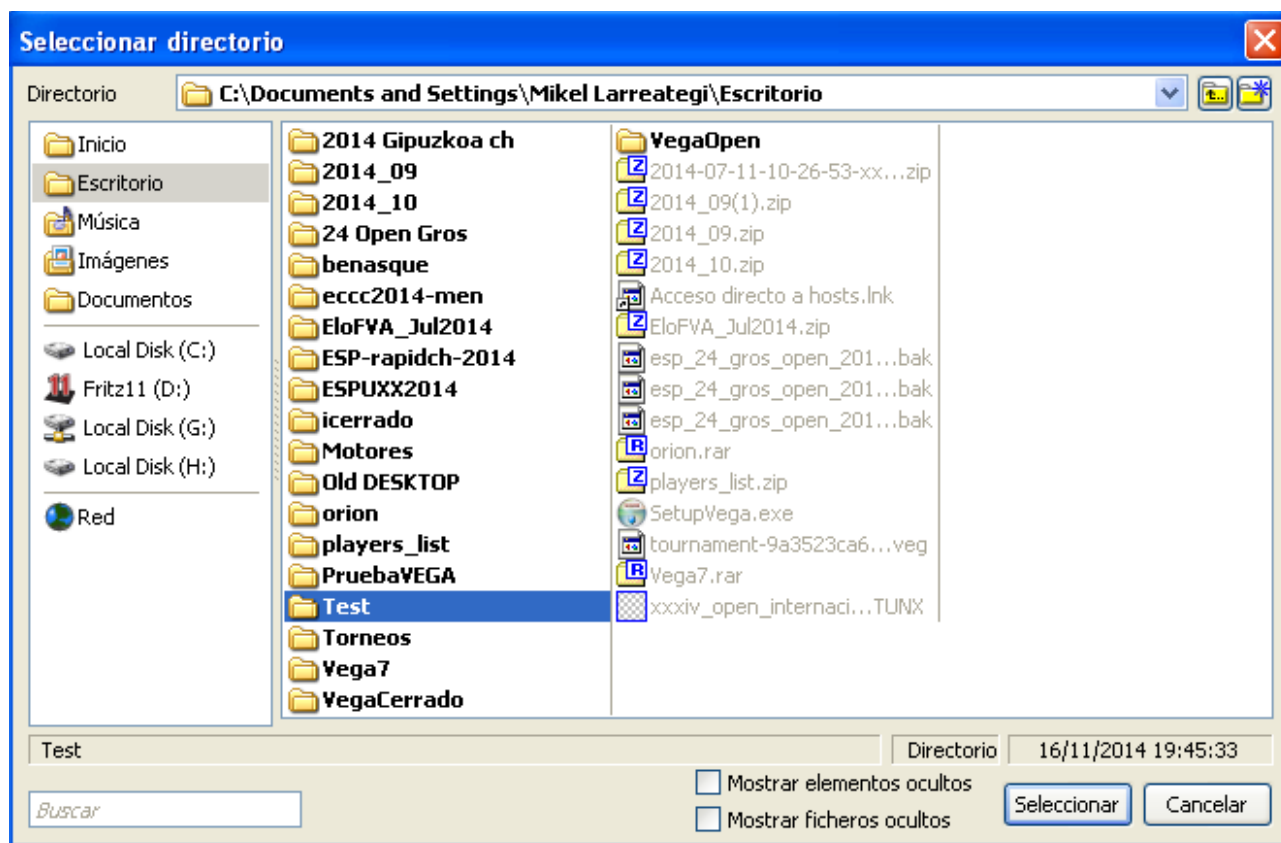 Seleccionar directorio
Directorio
C:\Documents and Settings\Mikel Larreategi\Escritorio
Inicio
Escritorio
Música
Imágenes
Documentos
Local Disk (C:)
Fritz11 (D:)
Local Disk (G:)
Local Disk (H:)
Red
2014 Gipuzkoa ch
2014_09
2014_10
24 Open Gros
benasque
eccc2014-men
EloFVA_Jul2014
ESP-rapidch-2014
ESPUXX2014
icerrado
Motores
Old DESKTOP
orion
players_list
PruebaVEGA
Test
Torneos
Vega7
VegaCerrado
VegaOpen
2014-07-11-10-26-53-xx...zip
2014_09(1).zip
2014_09.zip
2014_10.zip
Acceso directo a hosts.lnk
EloFVA_Jul2014.zip
esp_24_gros_open_201...bak
esp_24_gros_open_201...bak
esp_24_gros_open_201...bak
orion.rar
players_list.zip
SetupVega.exe
tournament-9a3523ca6...veg
Vega7.rar
xxxiv_open_internaci...TUNX
Test
Directorio
16/11/2014 19:45:33
Buscar
Mostrar elementos ocultos
Mostrar ficheros ocultos
Seleccionar
Cancelar